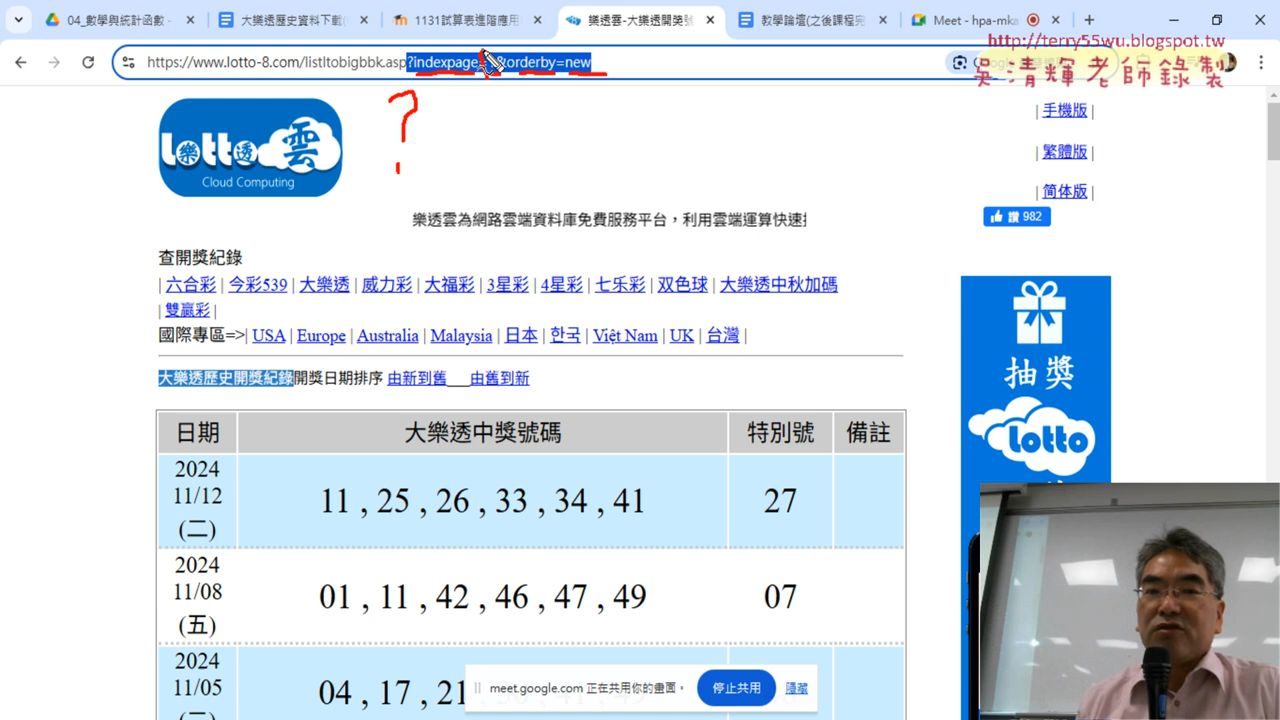 04_數學與統計函數 -
大樂透歷史資料下載(
1131試算表進階應用
樂透雲-大樂透開獎號
教學論壇(之後課程完
Meet - hpa-mka
http://terry55wu.blogspot.tw
吳清輝老師錄製
https://www.lotto-8.com/listltobigbbk.asp?indexpage
orderby=new
?
lotto樂透雲
Cloud Computing
| 手機版 |
| 繁體版 |
| 简体版 |
讚 982
樂透雲為網路雲端資料庫免費服務平台，利用雲端運算快速
查開獎紀錄
| 六合彩 | 今彩539 | 大樂透 | 威力彩 | 大福彩 | 3星彩 | 4星彩 | 七乐彩 | 双色球 | 大樂透中秋加碼
| 雙贏彩 |
國際專區=>| USA | Europe | Australia | Malaysia | 日本 | 한국 | Việt Nam | UK | 台灣 |
大樂透歷史開獎紀錄開獎日期排序 由新到舊___由舊到新
日期 大樂透中獎號碼 特別號 備註
2024
11/12
(二)
11 , 25 , 26 , 33 , 34 , 41 27
2024
11/08
(五)
01 , 11 , 42 , 46 , 47 , 49 07
2024
11/05
04 , 17 , 21
抽獎
lotto
meet.google.com 正在共用你的畫面。
停止共用
隱藏